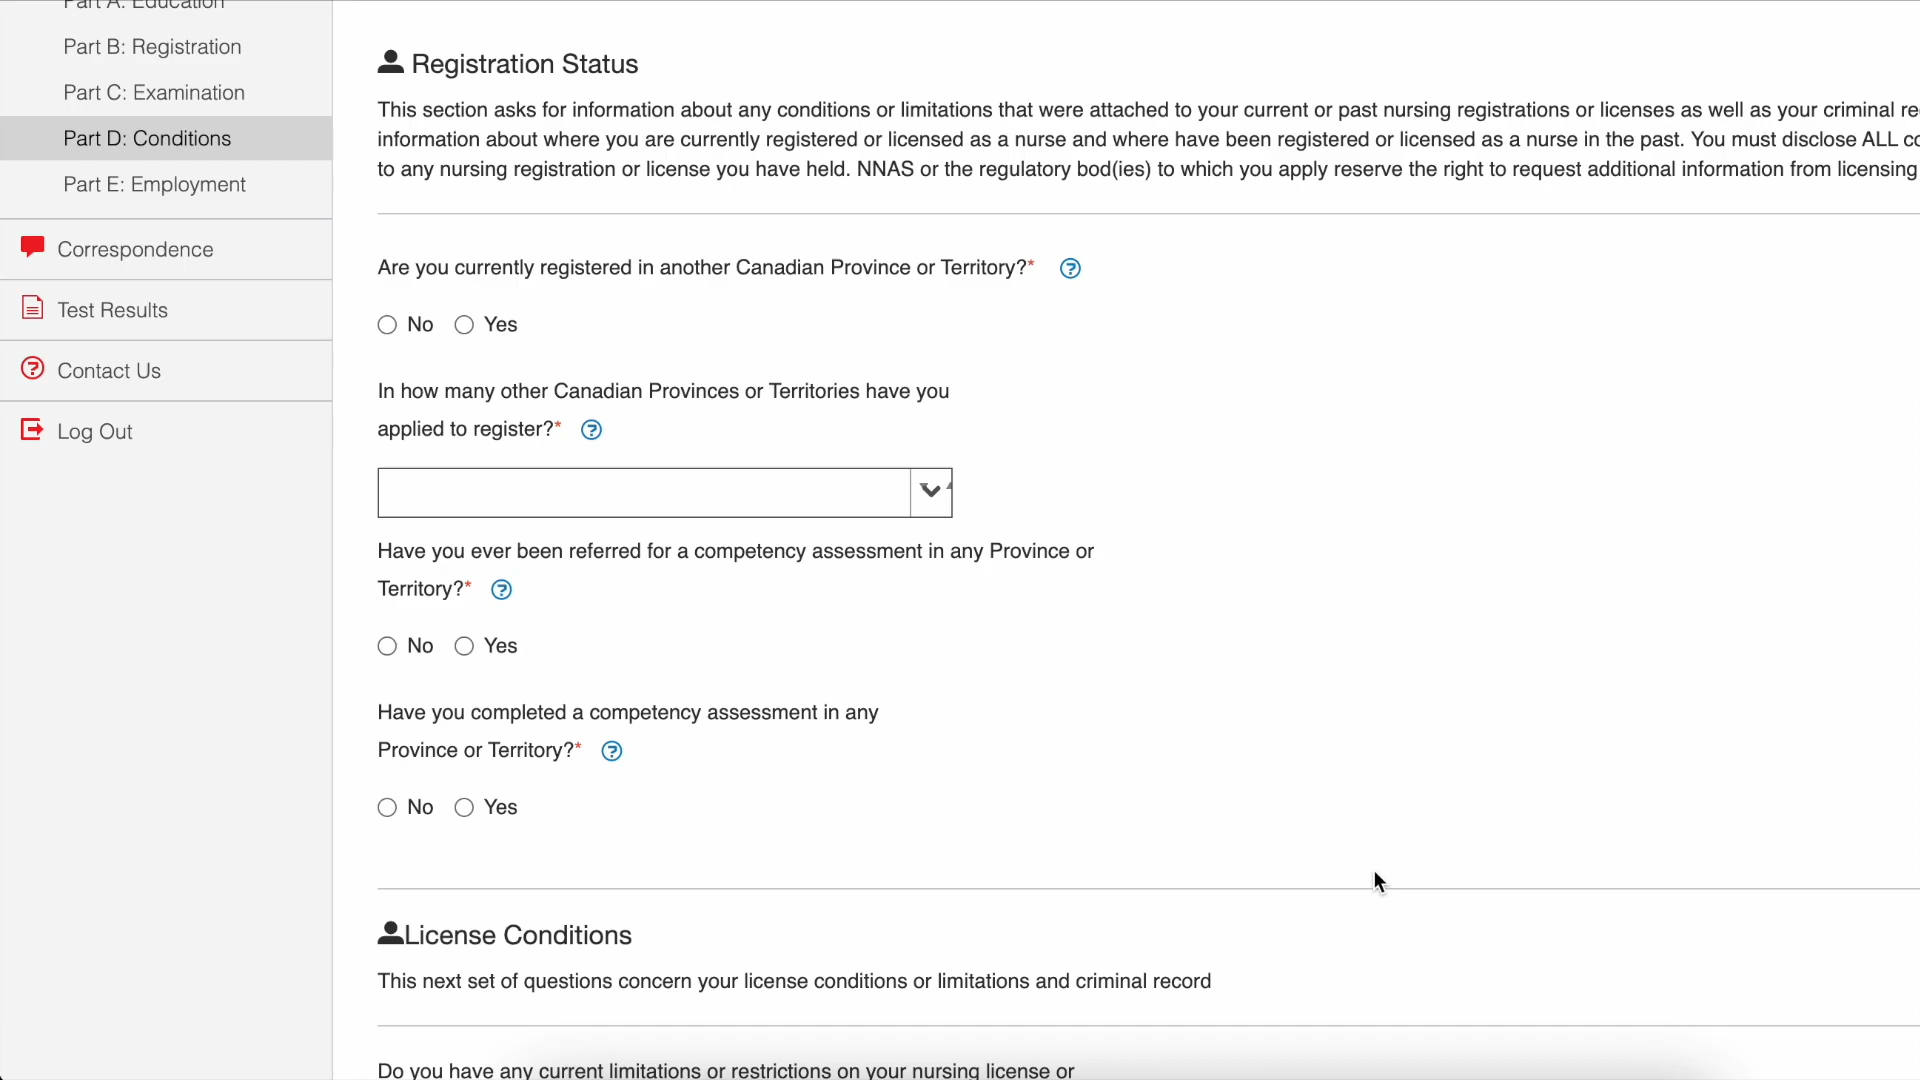 Part A: Education
Part B: Registration
Part C: Examination
Part D: Conditions
Part E: Employment
Correspondence
Test Results
Contact Us
Log Out
Registration Status
This section asks for information about any conditions or limitations that were attached to your current or past nursing registrations or licenses as well as your criminal re
information about where you are currently registered or licensed as a nurse and where have been registered or licensed as a nurse in the past. You must disclose ALL co
to any nursing registration or license you have held. NNAS or the regulatory bod(ies) to which you apply reserve the right to request additional information from licensing
Are you currently registered in another Canadian Province or Territory?*
No Yes
In how many other Canadian Provinces or Territories have you
applied to register?*
Have you ever been referred for a competency assessment in any Province or
Territory?*
No Yes
Have you completed a competency assessment in any
Province or Territory?*
No Yes
License Conditions
This next set of questions concern your license conditions or limitations and criminal record
Do you have any current limitations or restrictions on your nursing license or